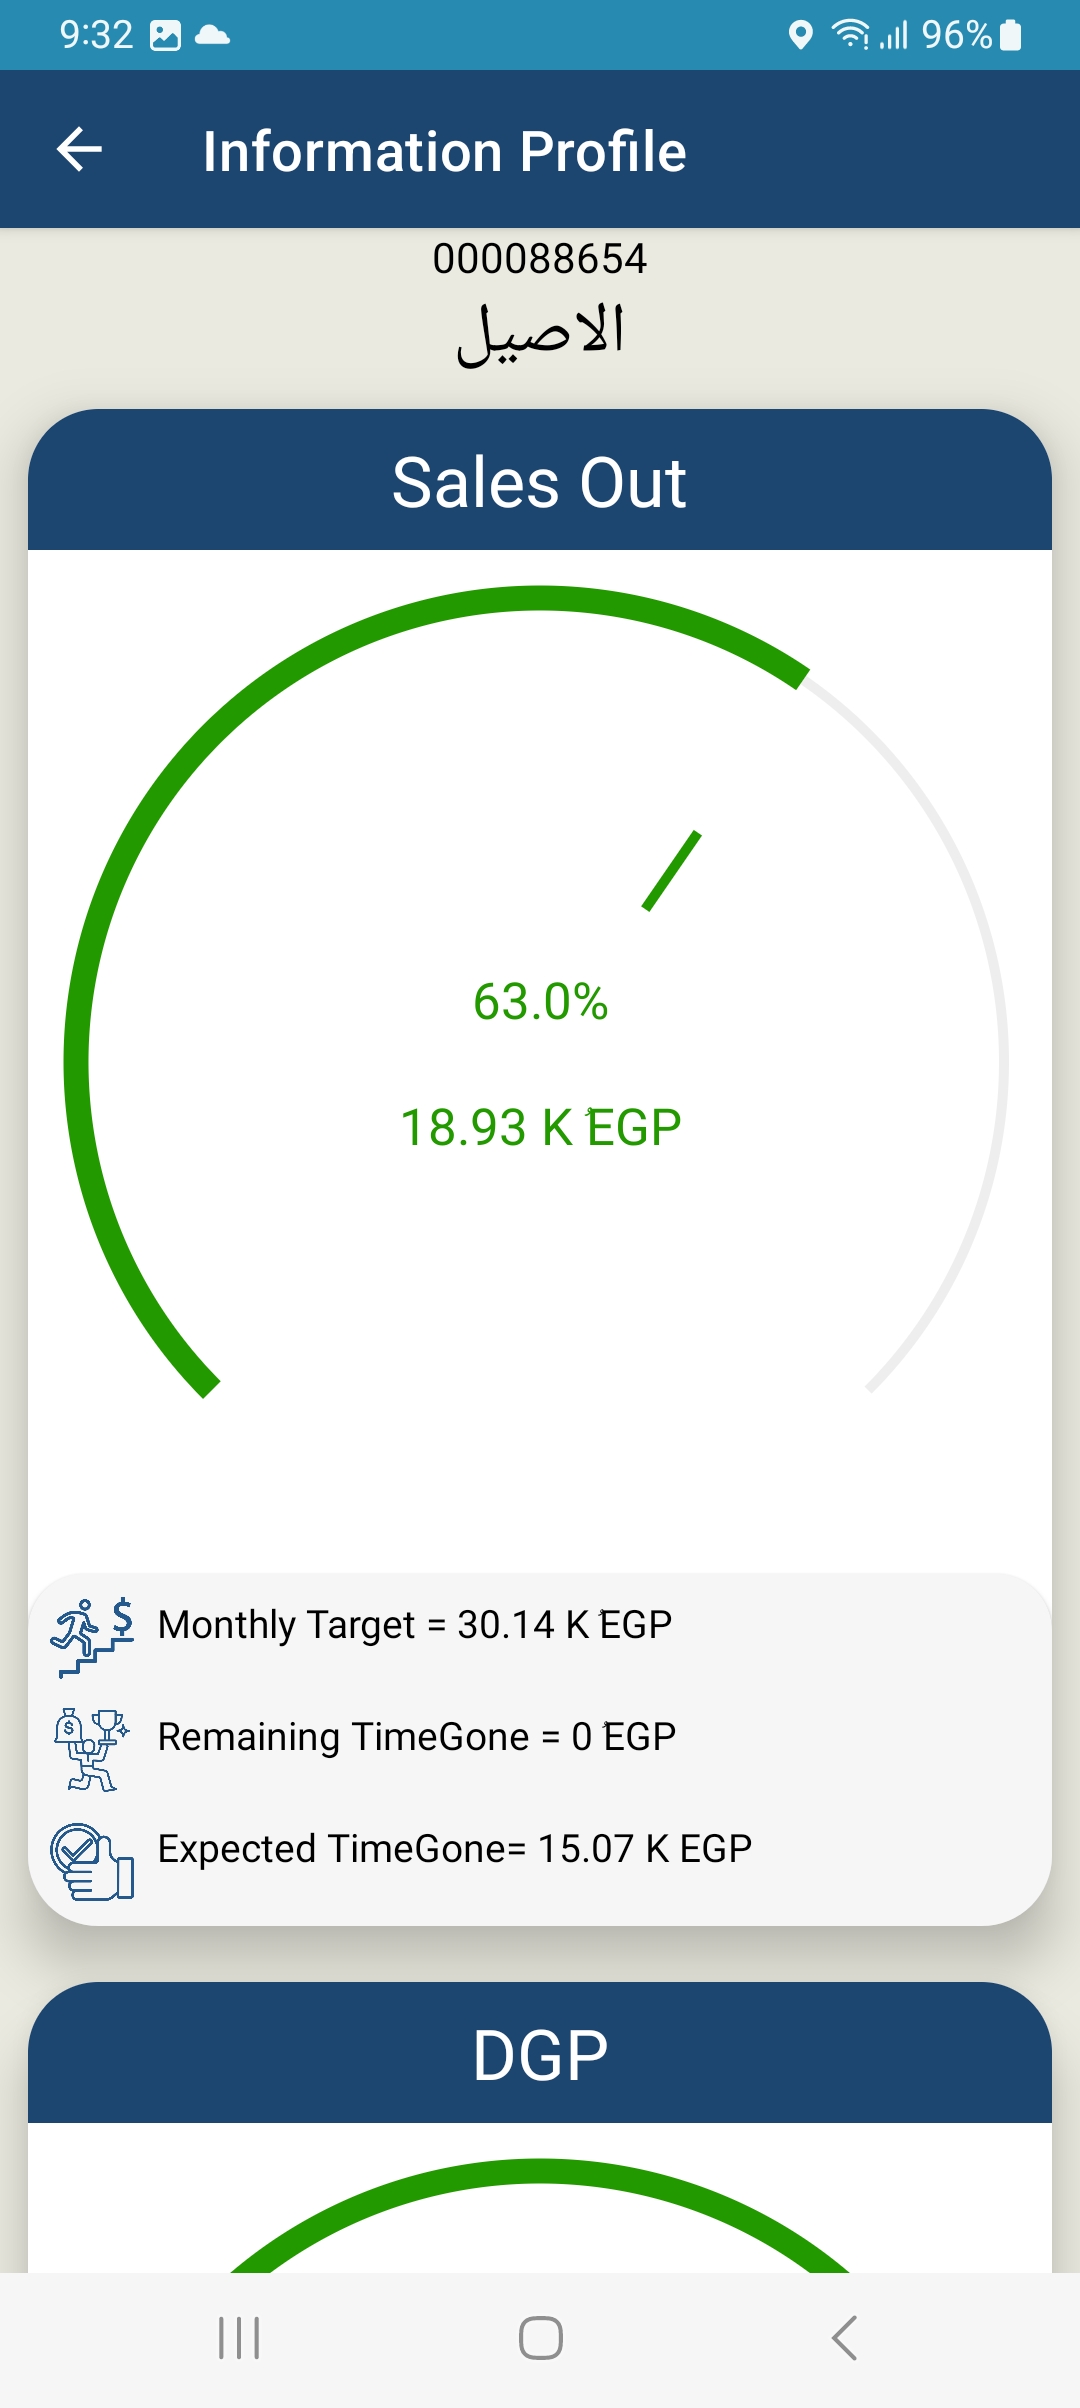 9:32 96%
Information Profile
000088654
الاصيل
Sales Out
63.0%
18.93 K ُEGP
Monthly Target = 30.14 K ُEGP
Remaining TimeGone = 0 ُEGP
Expected TimeGone= 15.07 K EGP
DGP